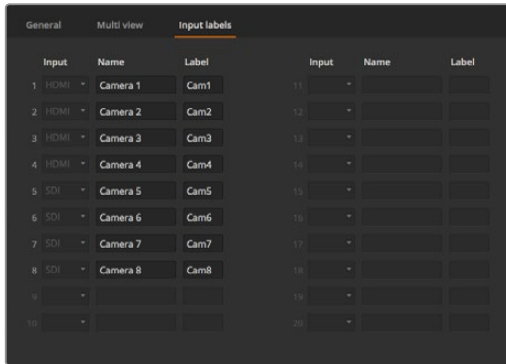 General Multi view Input labels
Input Name Label Input Name Label
1 HDMI Camera 1 Cam1 11
2 HDMI Camera 2 Cam2 12
3 HDMI Camera 3 Cam3 13
4 HDMI Camera 4 Cam4 14
5 SDI Camera 5 Cam5 15
6 SDI Camera 6 Cam6 16
7 SDI Camera 7 Cam7 17
8 SDI Camera 8 Cam8 18
9 19
10 20